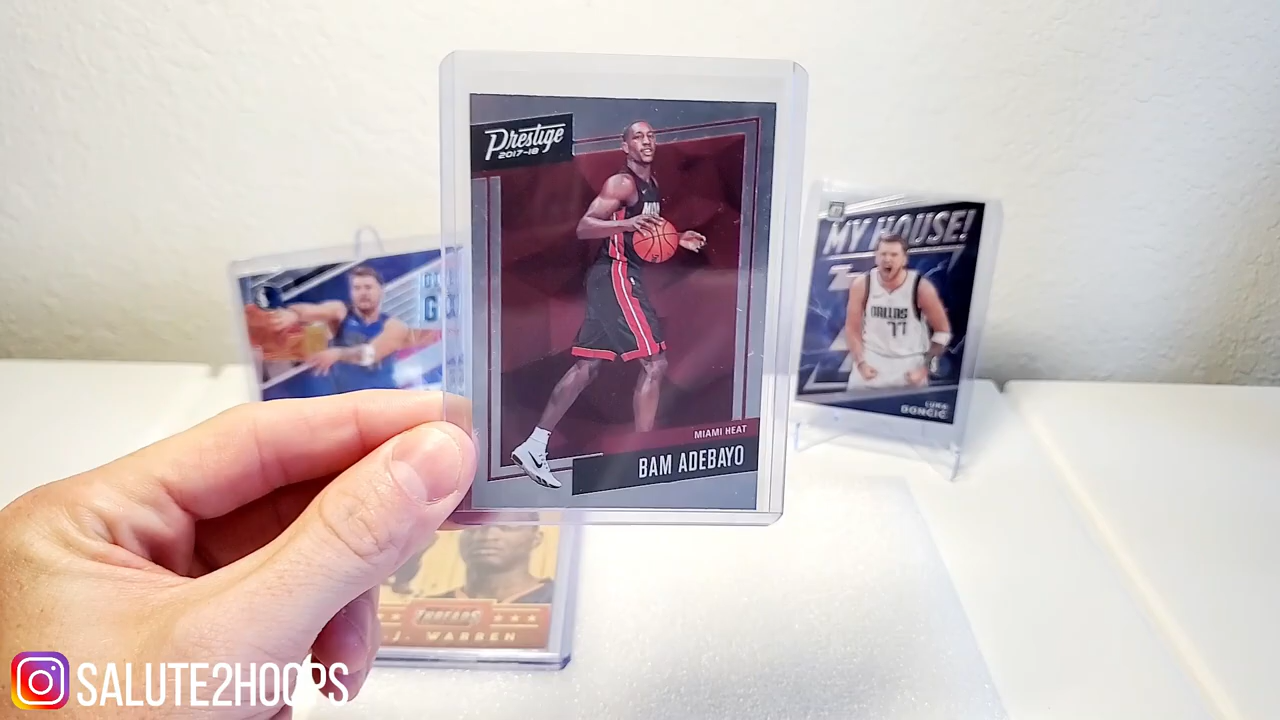 Prestige
2017-18
MIAMI HEAT
BAM ADEBAYO
MY HOUSE!
DALLAS
77
LUKA
DONCIC
THREADS
J. WARREN
SALUTE2HOOPS